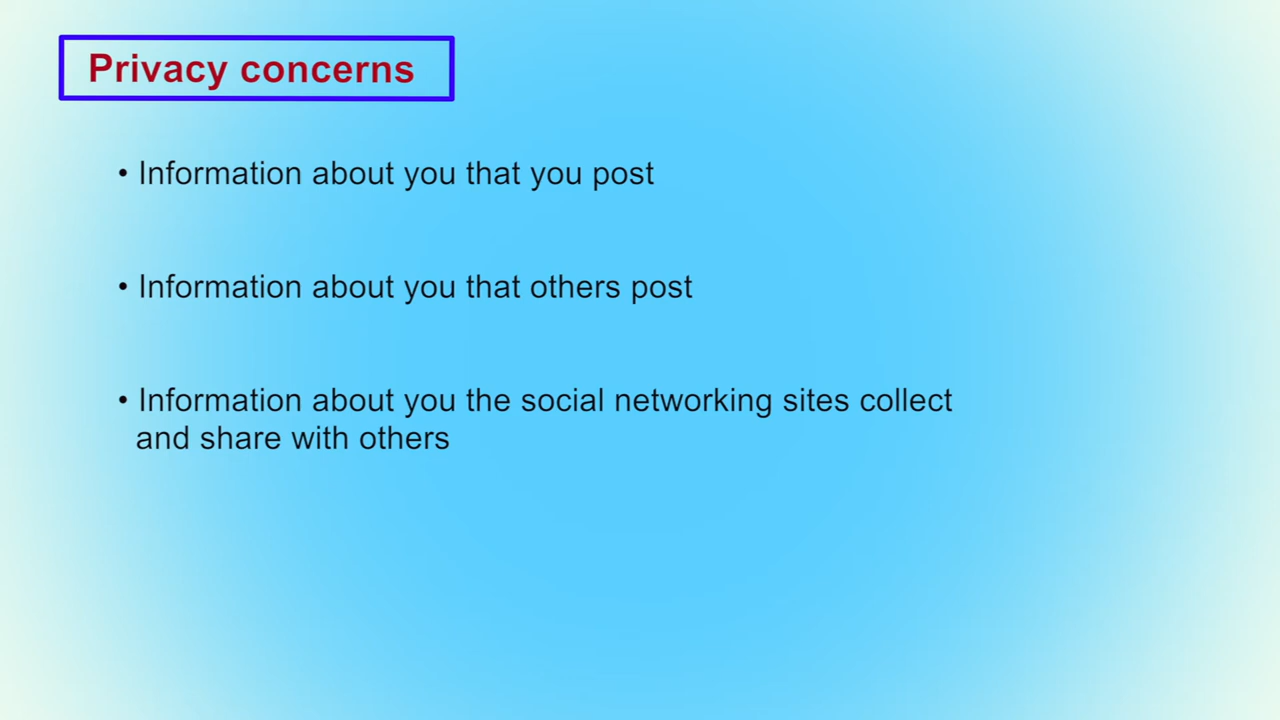 Privacy concerns
• Information about you that you post
• Information about you that others post
• Information about you the social networking sites collect
and share with others